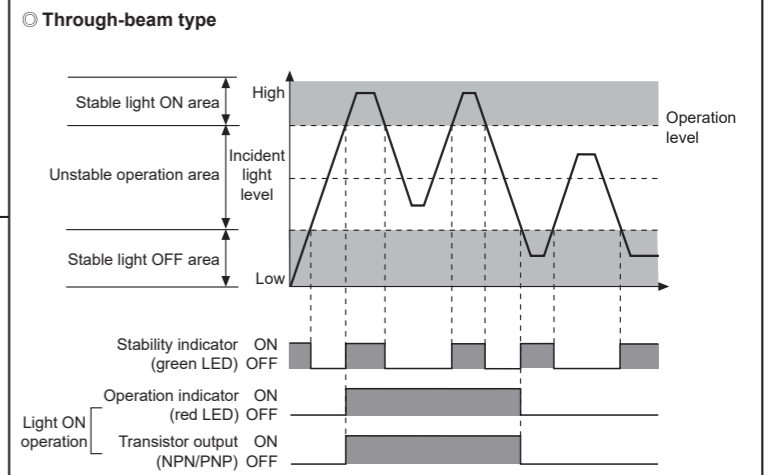 ◎ Through-beam type
High
Stable light ON area
Operation
level
Incident
light
level
Unstable operation area
Stable light OFF area
Low
Stability indicator
(green LED)
ON
OFF
Operation indicator
(red LED)
ON
OFF
Light ON
operation
Transistor output
(NPN/PNP)
ON
OFF